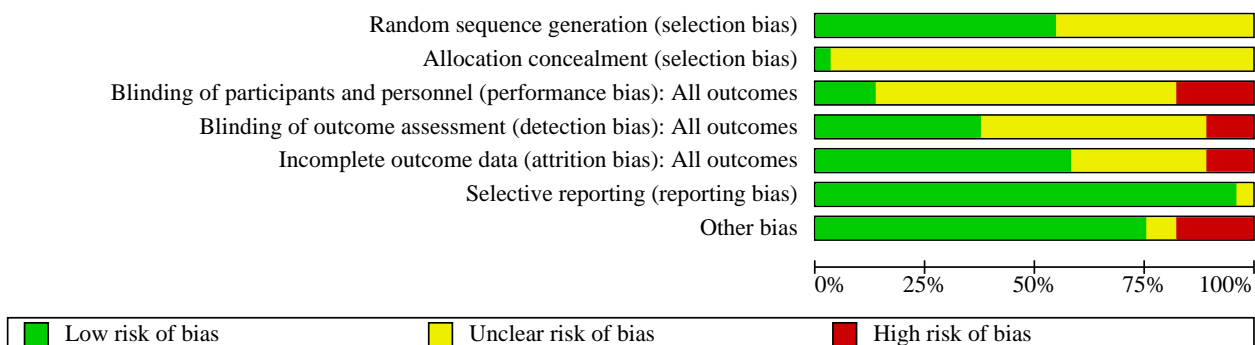 Random sequence generation (selection bias)
Allocation concealment (selection bias)
Blinding of participants and personnel (performance bias): All outcomes
Blinding of outcome assessment (detection bias): All outcomes
Incomplete outcome data (attrition bias): All outcomes
Selective reporting (reporting bias)
Other bias
0% 25% 50% 75% 100%
Low risk of bias Unclear risk of bias High risk of bias